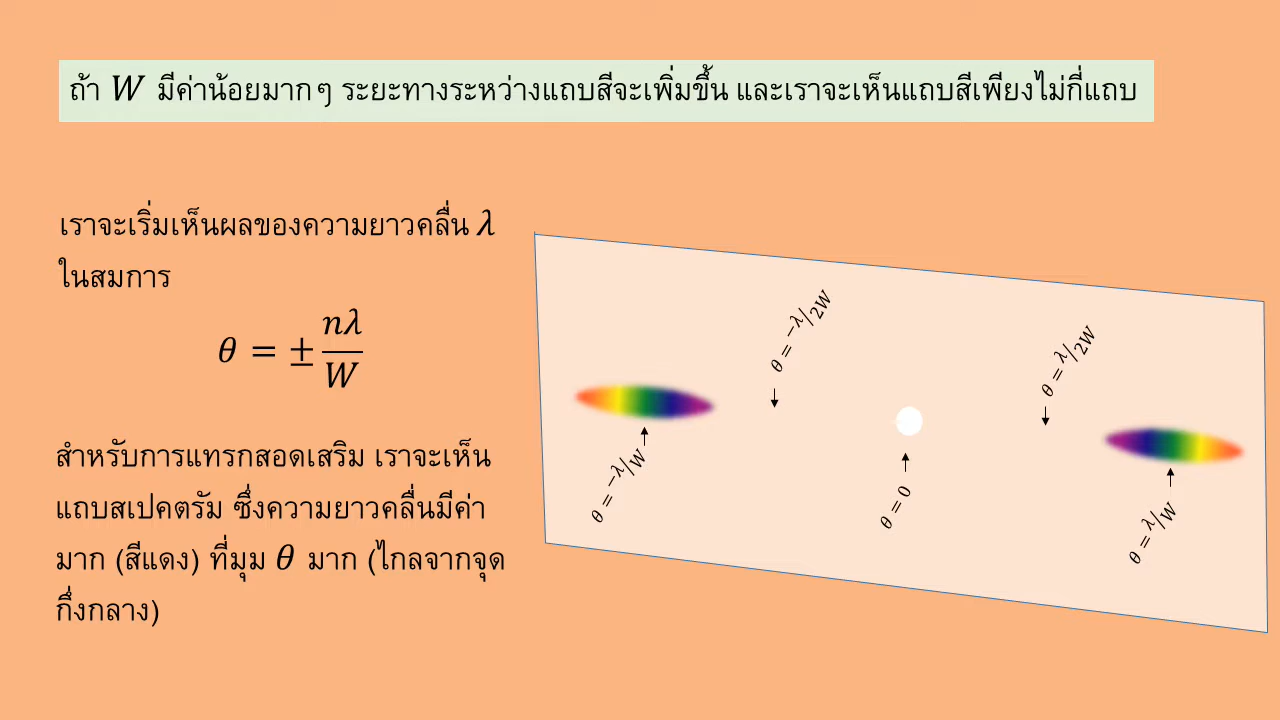 ถ้า W มีค่าน้อยมากๆ ระยะทางระหว่างแถบสีจะเพิ่มขึ้น และเราจะเห็นแถบสีเพียงไม่กี่แถบ
เราจะเริ่มเห็นผลของความยาวคลื่น λ
ในสมการ
θ = ± nλ/W
สำหรับการแทรกสอดเสริม เราจะเห็น
แถบสเปคตรัม ซึ่งความยาวคลื่นมีค่า
มาก (สีแดง) ที่มุม θ มาก (ไกลจากจุด
กึ่งกลาง)
θ = −λ/2W
θ = λ/2W
θ = −λ/W
θ = 0
θ = λ/W